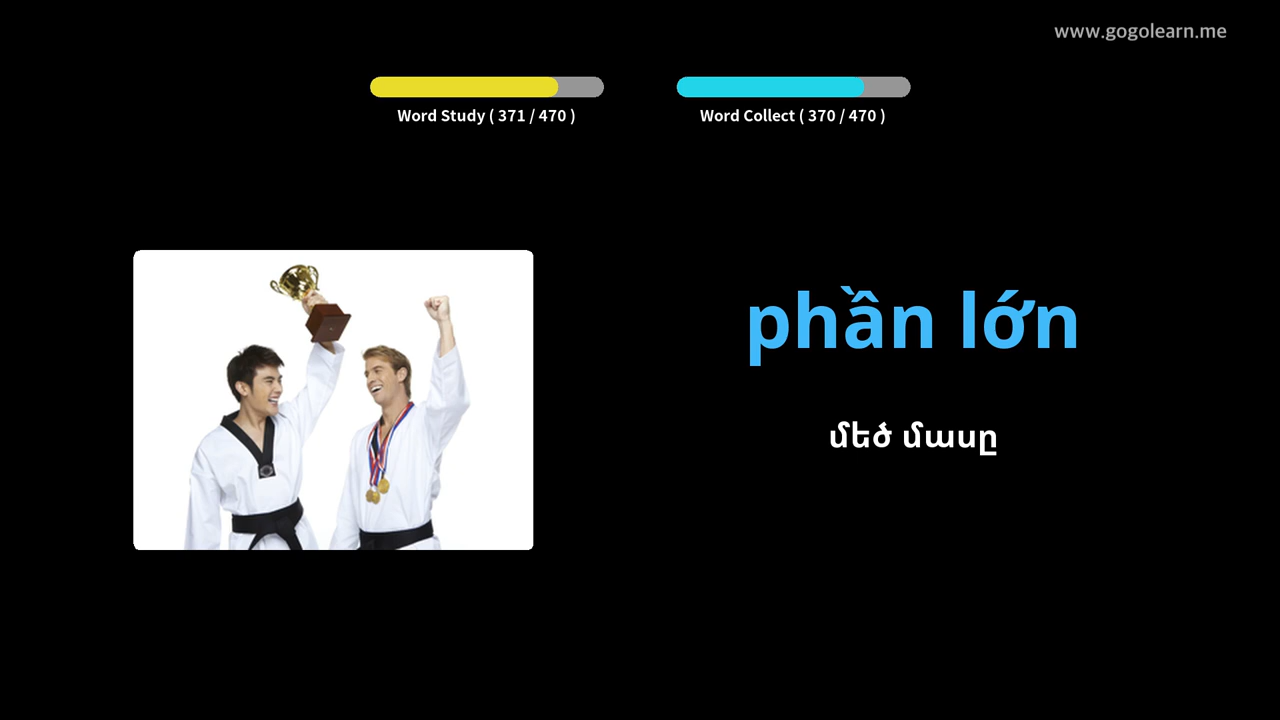 www.gogolearn.me
Word Study ( 371 / 470 )
Word Collect ( 370 / 470 )
phần lớn
մեծ մասը